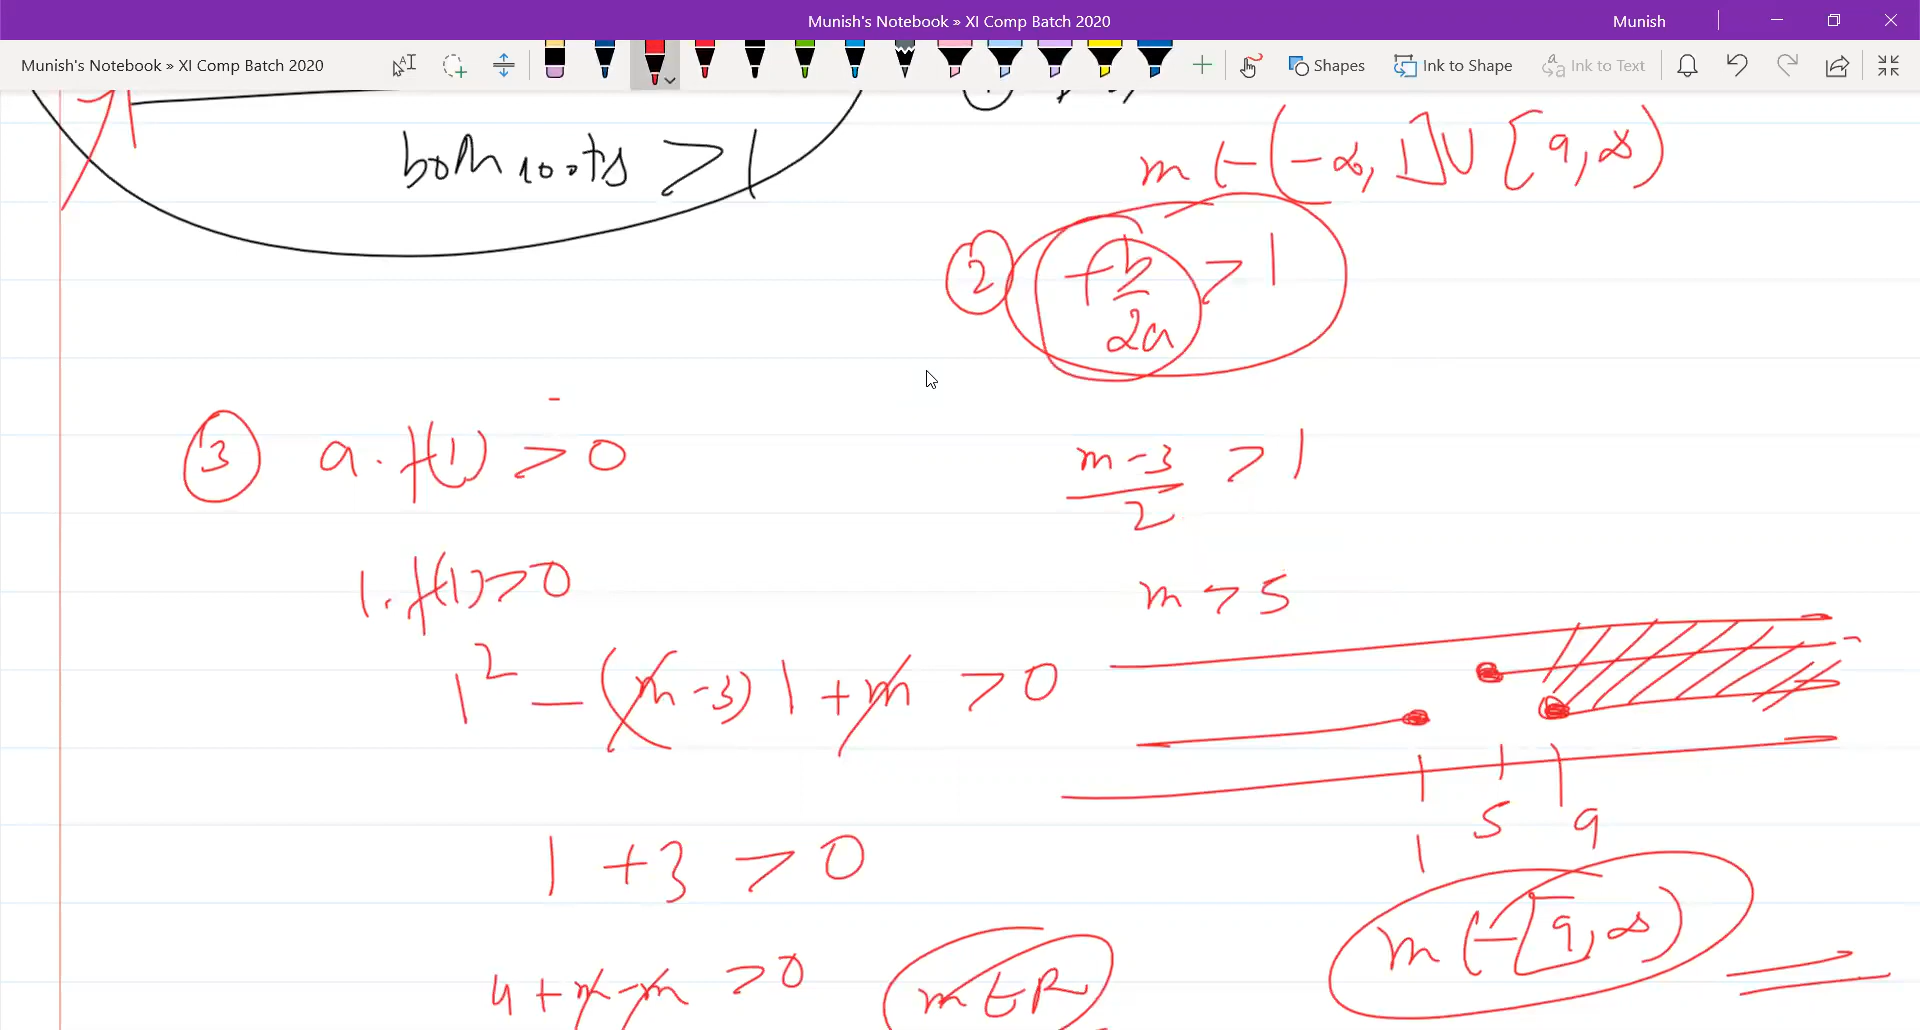 Munish's Notebook » XI Comp Batch 2020
Munish
Munish's Notebook » XI Comp Batch 2020
Shapes
Ink to Shape
Ink to Text
both roots > 1
m ∈ (-∞, 1] ∪ [9, ∞)
② -b/2a > 1
③ a. f(1) > 0
m-3/2 > 1
1. f(1) > 0
m > 5
1² - (m-3) 1 + m > 0
1 5 9
1 + 3 > 0
m ∈ [9, ∞)
4 + m - m > 0
m ∈ R